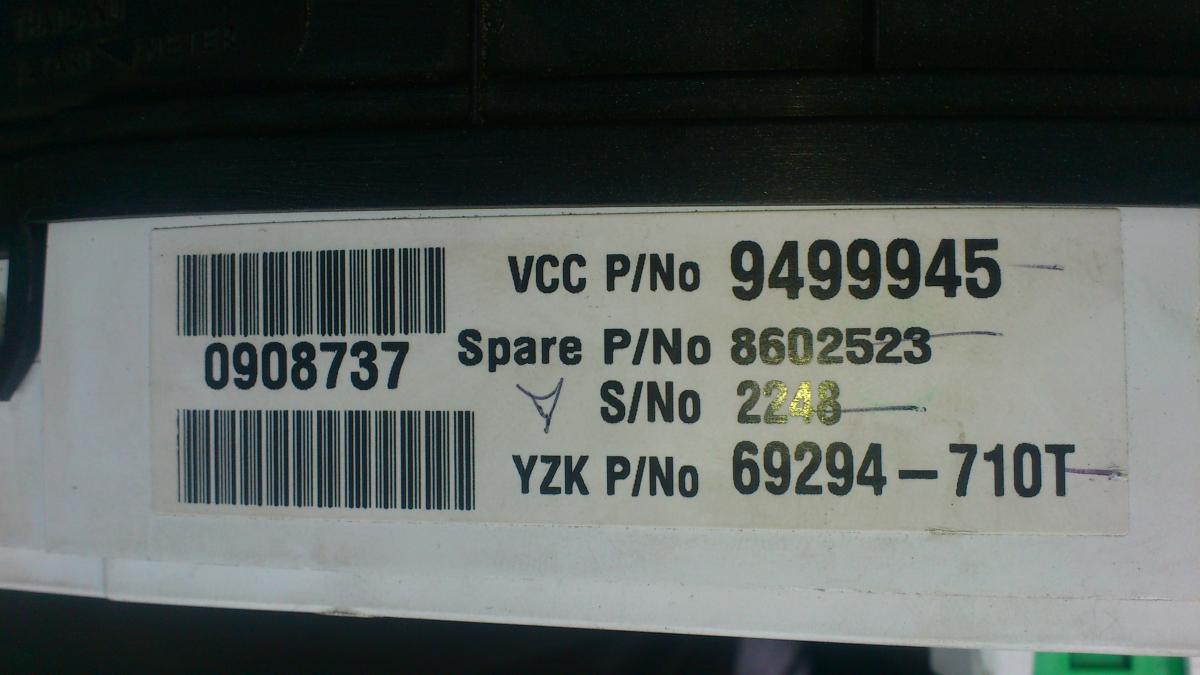 VCC P/No 9499945
0908737
Spare P/No 8602523
S/No 2248
YZK P/No 69294-710T